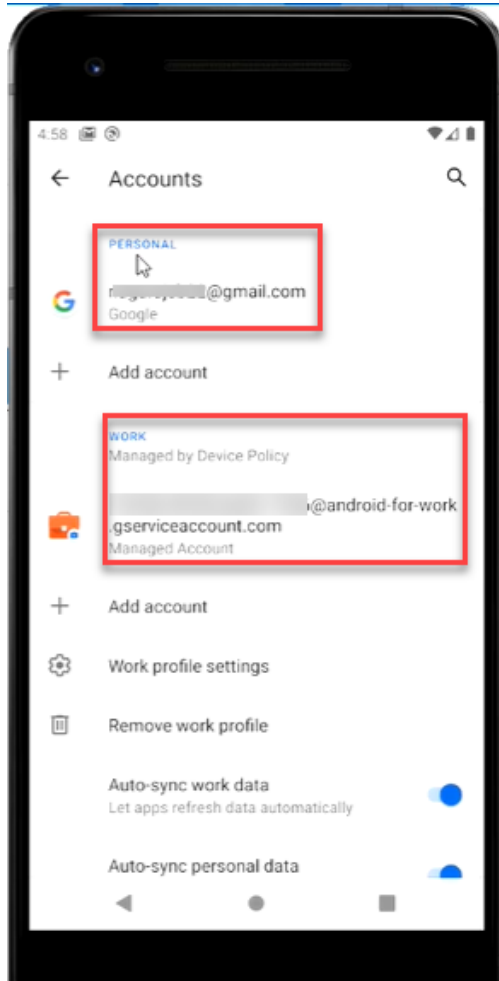 4:58
Accounts
PERSONAL
@gmail.com
Google
Add account
WORK
Managed by Device Policy
@android-for-work
.gserviceaccount.com
Managed Account
Add account
Work profile settings
Remove work profile
Auto-sync work data
Let apps refresh data automatically
Auto-sync personal data